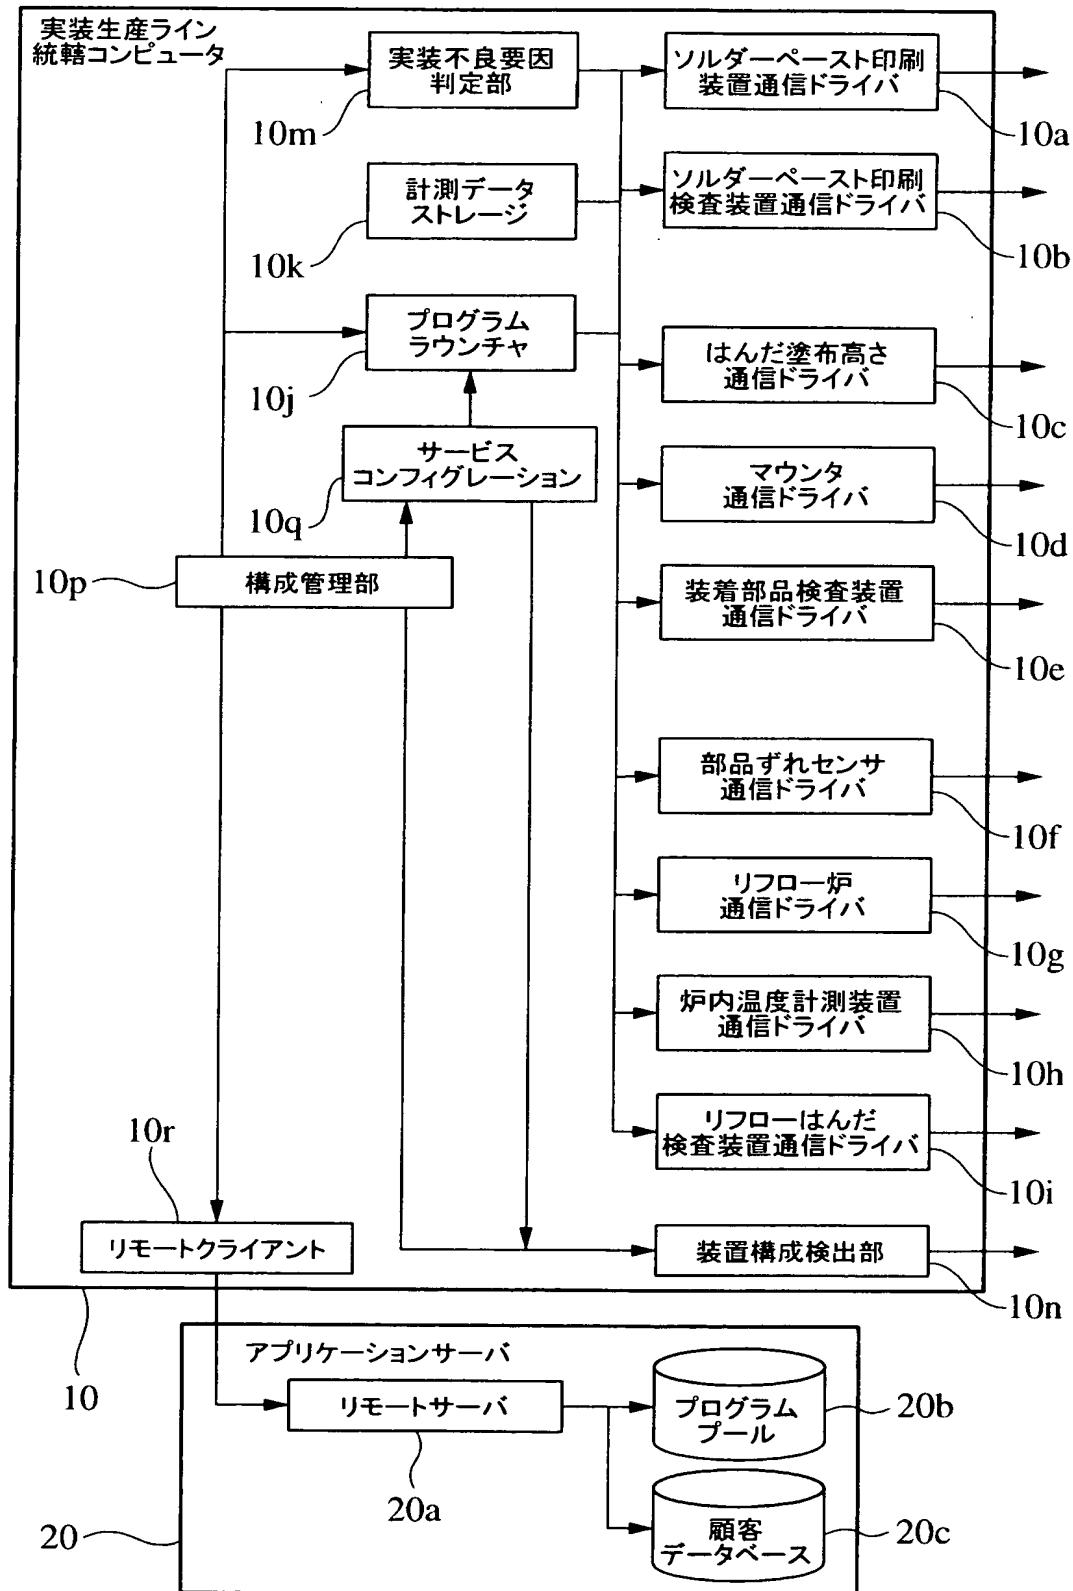 実装生産ライン
統轄コンピュータ
実装不良要因
判定部
10m
ソルダーペースト印刷
装置通信ドライバ
10a
計測データ
ストレージ
10k
ソルダーペースト印刷
検査装置通信ドライバ
10b
プログラム
ラウンチャ
10j
はんだ塗布高さ
通信ドライバ
10c
サービス
コンフィグレーション
10q
マウンタ
通信ドライバ
10d
構成管理部
10p
装着部品検査装置
通信ドライバ
10e
部品ずれセンサ
通信ドライバ
10f
リフロー炉
通信ドライバ
10g
炉内温度計測装置
通信ドライバ
10h
リフローはんだ
検査装置通信ドライバ
10i
10r
リモートクライアント
装置構成検出部
10n
10
アプリケーションサーバ
リモートサーバ
20a
プログラム
プール
20b
顧客
データベース
20c
20